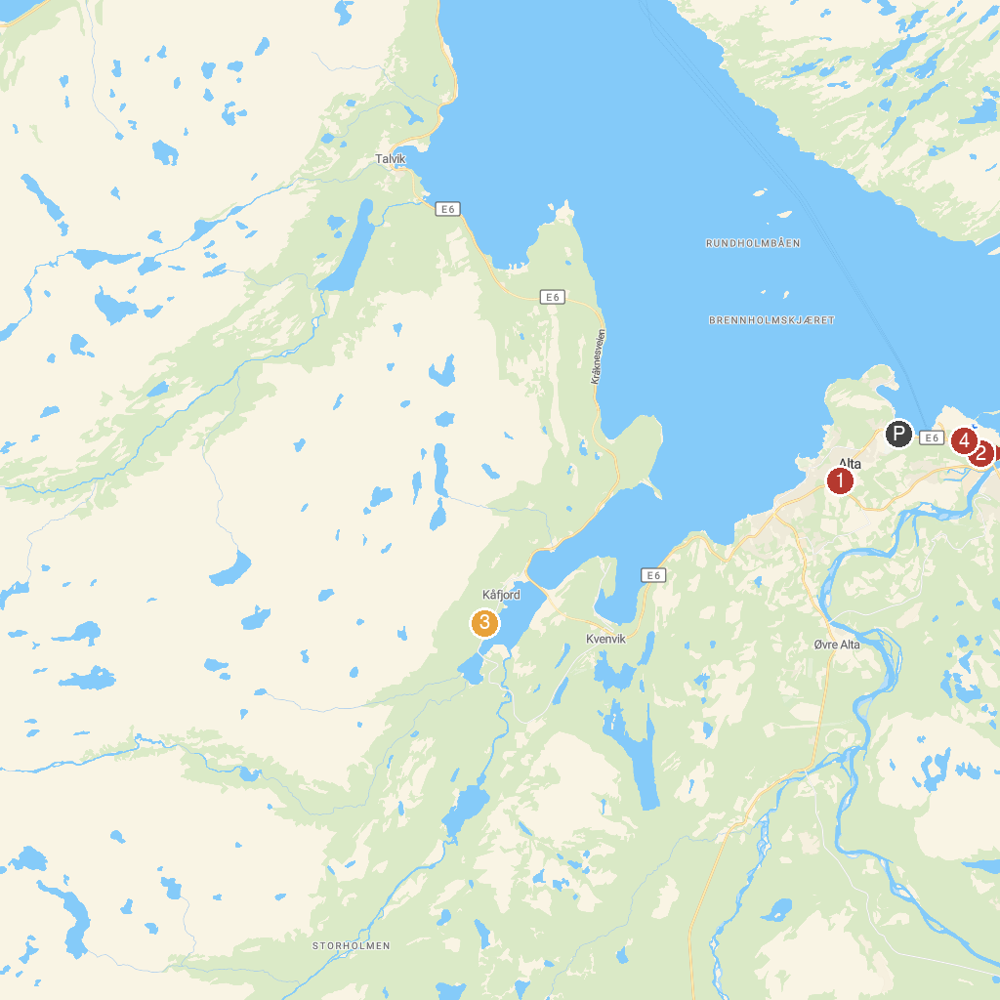 Talvik
E6
RUNDHOLMBÅEN
E6
BRENNHOLMSKJÆRET
Kråknesveien
P
E6
4
2
Alta
1
E6
Kåfjord
3
Kvenvik
Øvre Alta
STORHOLMEN